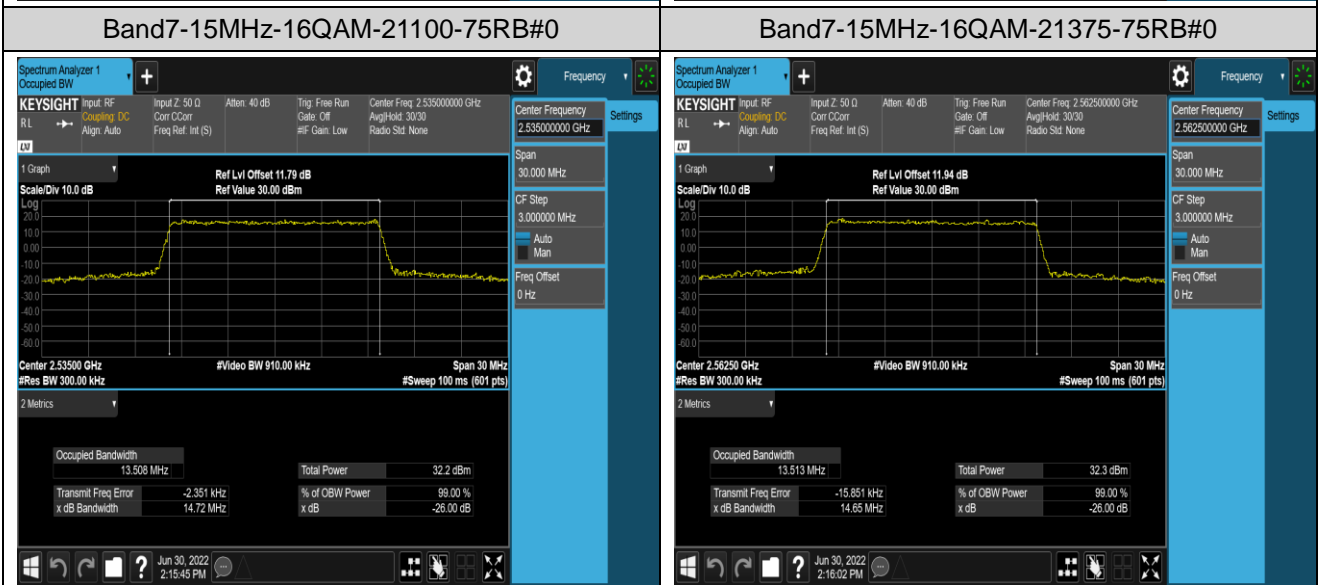 Band7-15MHz-16QAM-21100-75RB#0
Spectrum Analyzer 1
Occupied BW
+
Frequency
KEYSIGHT
RL
LXI
Input: RF
Coupling: DC
Align: Auto
Input Z: 50 Ω
Corr CCorr
Freq Ref: Int (S)
Atten: 40 dB
Trig: Free Run
Gate: Off
#IF Gain: Low
Center Freq: 2.535000000 GHz
Avg|Hold: 30/30
Radio Std: None
Center Frequency
2.535000000 GHz
Settings
Span
30.000 MHz
CF Step
3.000000 MHz
Auto
Man
Freq Offset
0 Hz
1 Graph
Ref Lvl Offset 11.79 dB
Scale/Div 10.0 dB
Ref Value 30.00 dBm
Log
20.0
10.0
0.00
-10.0
-20.0
-30.0
-40.0
-50.0
-60.0
Center 2.53500 GHz
#Video BW 910.00 kHz
Span 30 MHz
#Res BW 300.00 kHz
#Sweep 100 ms (601 pts)
2 Metrics
Occupied Bandwidth
13.508 MHz
Total Power 32.2 dBm
Transmit Freq Error -2.351 kHz
% of OBW Power 99.00 %
x dB Bandwidth 14.72 MHz
x dB -26.00 dB
?
Jun 30, 2022
2:15:45 PM
Band7-15MHz-16QAM-21375-75RB#0
Spectrum Analyzer 1
Occupied BW
+
Frequency
KEYSIGHT
RL
LXI
Input: RF
Coupling: DC
Align: Auto
Input Z: 50 Ω
Corr CCorr
Freq Ref: Int (S)
Atten: 40 dB
Trig: Free Run
Gate: Off
#IF Gain: Low
Center Freq: 2.562500000 GHz
Avg|Hold: 30/30
Radio Std: None
Center Frequency
2.562500000 GHz
Settings
Span
30.000 MHz
CF Step
3.000000 MHz
Auto
Man
Freq Offset
0 Hz
1 Graph
Ref Lvl Offset 11.94 dB
Scale/Div 10.0 dB
Ref Value 30.00 dBm
Log
20.0
10.0
0.00
-10.0
-20.0
-30.0
-40.0
-50.0
-60.0
Center 2.56250 GHz
#Video BW 910.00 kHz
Span 30 MHz
#Res BW 300.00 kHz
#Sweep 100 ms (601 pts)
2 Metrics
Occupied Bandwidth
13.513 MHz
Total Power 32.3 dBm
Transmit Freq Error -15.851 kHz
% of OBW Power 99.00 %
x dB Bandwidth 14.65 MHz
x dB -26.00 dB
?
Jun 30, 2022
2:16:02 PM